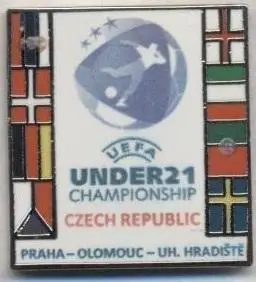 UEFA
UNDER21
CHAMPIONSHIP
CZECH REPUBLIC
PRAHA – OLOMOUC – UH. HRADIŠTĚ